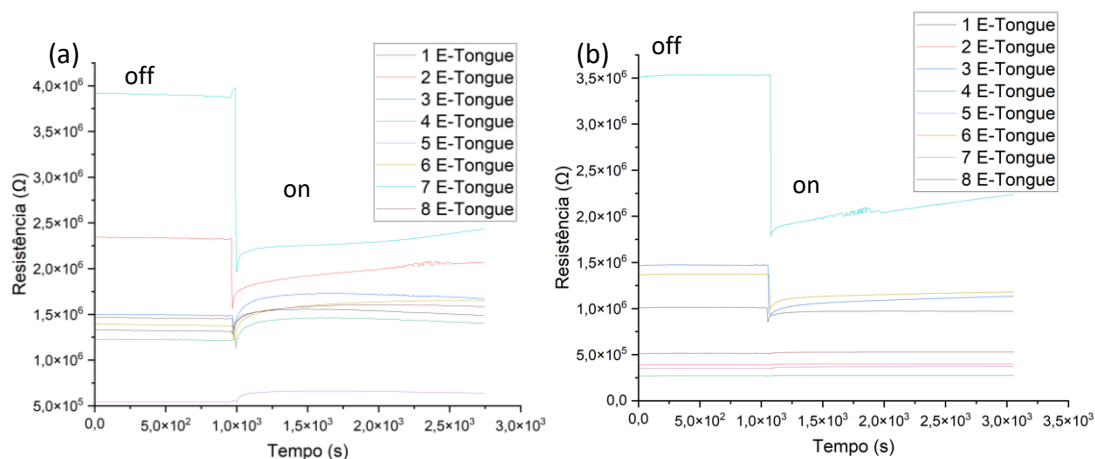 (a)
off
on
1 E-Tongue
2 E-Tongue
3 E-Tongue
4 E-Tongue
5 E-Tongue
6 E-Tongue
7 E-Tongue
8 E-Tongue
Resistência (Ω)
4,0×10⁶
3,5×10⁶
3,0×10⁶
2,5×10⁶
2,0×10⁶
1,5×10⁶
1,0×10⁶
5,0×10⁵
0,0 5,0×10² 1,0×10³ 1,5×10³ 2,0×10³ 2,5×10³ 3,0×10³
Tempo (s)
(b)
off
on
1 E-Tongue
2 E-Tongue
3 E-Tongue
4 E-Tongue
5 E-Tongue
6 E-Tongue
7 E-Tongue
8 E-Tongue
Resistência (Ω)
3,5×10⁶
3,0×10⁶
2,5×10⁶
2,0×10⁶
1,5×10⁶
1,0×10⁶
5,0×10⁵
0,0
0,0 5,0×10² 1,0×10³ 1,5×10³ 2,0×10³ 2,5×10³ 3,0×10³ 3,5×10³
Tempo (s)